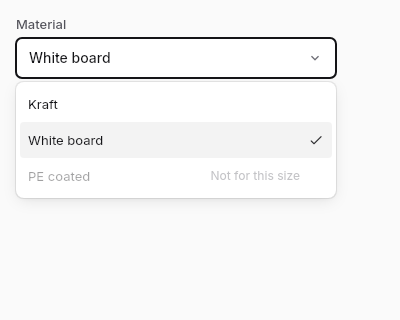 Material
White board
Kraft
White board
PE coated Not for this size